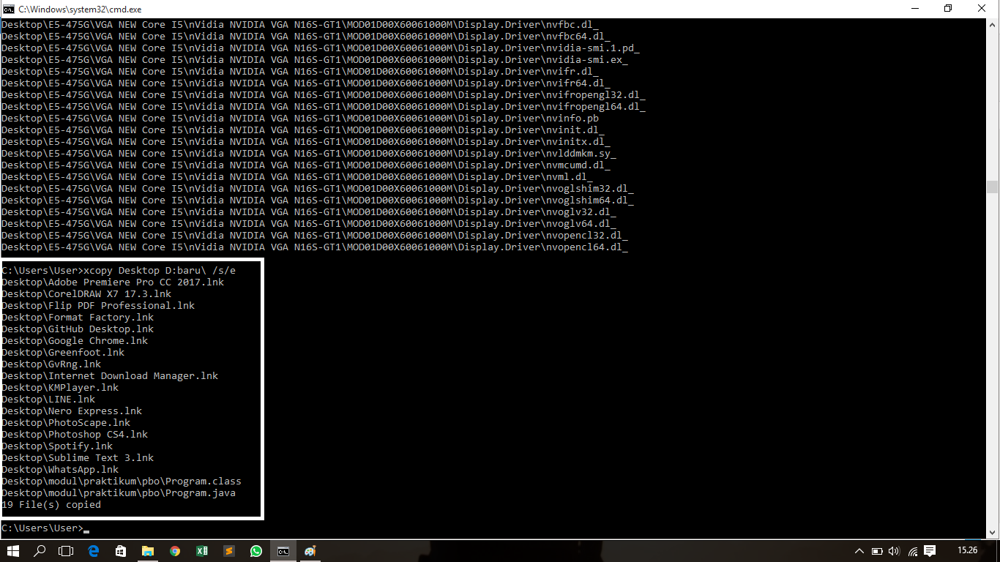 C:\Windows\system32\cmd.exe
Desktop\E5-475G\VGA NEW Core I5\nVidia NVIDIA VGA N16S-GT1\MOD01D00X60061000M\Display.Driver\nvfbc.dl_
Desktop\E5-475G\VGA NEW Core I5\nVidia NVIDIA VGA N16S-GT1\MOD01D00X60061000M\Display.Driver\nvfbc64.dl_
Desktop\E5-475G\VGA NEW Core I5\nVidia NVIDIA VGA N16S-GT1\MOD01D00X60061000M\Display.Driver\nvidia-smi.1.pd_
Desktop\E5-475G\VGA NEW Core I5\nVidia NVIDIA VGA N16S-GT1\MOD01D00X60061000M\Display.Driver\nvidia-smi.ex_
Desktop\E5-475G\VGA NEW Core I5\nVidia NVIDIA VGA N16S-GT1\MOD01D00X60061000M\Display.Driver\nvifr.dl_
Desktop\E5-475G\VGA NEW Core I5\nVidia NVIDIA VGA N16S-GT1\MOD01D00X60061000M\Display.Driver\nvifr64.dl_
Desktop\E5-475G\VGA NEW Core I5\nVidia NVIDIA VGA N16S-GT1\MOD01D00X60061000M\Display.Driver\nvifropengl32.dl_
Desktop\E5-475G\VGA NEW Core I5\nVidia NVIDIA VGA N16S-GT1\MOD01D00X60061000M\Display.Driver\nvifropengl64.dl_
Desktop\E5-475G\VGA NEW Core I5\nVidia NVIDIA VGA N16S-GT1\MOD01D00X60061000M\Display.Driver\nvinfo.pb
Desktop\E5-475G\VGA NEW Core I5\nVidia NVIDIA VGA N16S-GT1\MOD01D00X60061000M\Display.Driver\nvinit.dl_
Desktop\E5-475G\VGA NEW Core I5\nVidia NVIDIA VGA N16S-GT1\MOD01D00X60061000M\Display.Driver\nvinitx.dl_
Desktop\E5-475G\VGA NEW Core I5\nVidia NVIDIA VGA N16S-GT1\MOD01D00X60061000M\Display.Driver\nvlddmkm.sy_
Desktop\E5-475G\VGA NEW Core I5\nVidia NVIDIA VGA N16S-GT1\MOD01D00X60061000M\Display.Driver\nvmcumd.dl_
Desktop\E5-475G\VGA NEW Core I5\nVidia NVIDIA VGA N16S-GT1\MOD01D00X60061000M\Display.Driver\nvml.dl_
Desktop\E5-475G\VGA NEW Core I5\nVidia NVIDIA VGA N16S-GT1\MOD01D00X60061000M\Display.Driver\nvoglshim32.dl_
Desktop\E5-475G\VGA NEW Core I5\nVidia NVIDIA VGA N16S-GT1\MOD01D00X60061000M\Display.Driver\nvoglshim64.dl_
Desktop\E5-475G\VGA NEW Core I5\nVidia NVIDIA VGA N16S-GT1\MOD01D00X60061000M\Display.Driver\nvoglv32.dl_
Desktop\E5-475G\VGA NEW Core I5\nVidia NVIDIA VGA N16S-GT1\MOD01D00X60061000M\Display.Driver\nvoglv64.dl_
Desktop\E5-475G\VGA NEW Core I5\nVidia NVIDIA VGA N16S-GT1\MOD01D00X60061000M\Display.Driver\nvopencl32.dl_
Desktop\E5-475G\VGA NEW Core I5\nVidia NVIDIA VGA N16S-GT1\MOD01D00X60061000M\Display.Driver\nvopencl64.dl_
C:\Users\User>xcopy Desktop D:baru\ /s/e
Desktop\Adobe Premiere Pro CC 2017.lnk
Desktop\CorelDRAW X7 17.3.lnk
Desktop\Flip PDF Professional.lnk
Desktop\Format Factory.lnk
Desktop\GitHub Desktop.lnk
Desktop\Google Chrome.lnk
Desktop\Greenfoot.lnk
Desktop\GvRng.lnk
Desktop\Internet Download Manager.lnk
Desktop\KMPlayer.lnk
Desktop\LINE.lnk
Desktop\Nero Express.lnk
Desktop\PhotoScape.lnk
Desktop\Photoshop CS4.lnk
Desktop\Spotify.lnk
Desktop\Sublime Text 3.lnk
Desktop\WhatsApp.lnk
Desktop\modul\praktikum\pbo\Program.class
Desktop\modul\praktikum\pbo\Program.java
19 File(s) copied
C:\Users\User>_
15.26